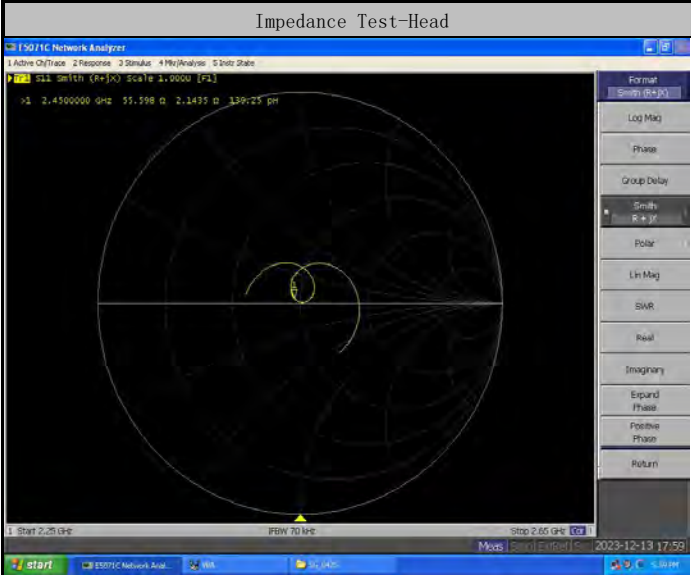 Impedance Test-Head
E5071C Network Analyzer
1 Active Ch/Trace 2 Response 3 Stimulus 4 Mkr/Analysis 5 Instr State
Tr1 S11 Smith (R+jX) Scale 1.000U [F1]
>1 2.4500000 GHz 55.598 Ω 2.1435 Ω 139.25 pH
Format
Smith (R+jX)
Log Mag
Phase
Group Delay
Smith
R + jX
Polar
Lin Mag
SWR
Real
Imaginary
Expand
Phase
Positive
Phase
Return
1 Start 2.25 GHz IFBW 70 kHz Stop 2.65 GHz Cor
Meas 2023-12-13 17:59
start E5071C Network Anal...